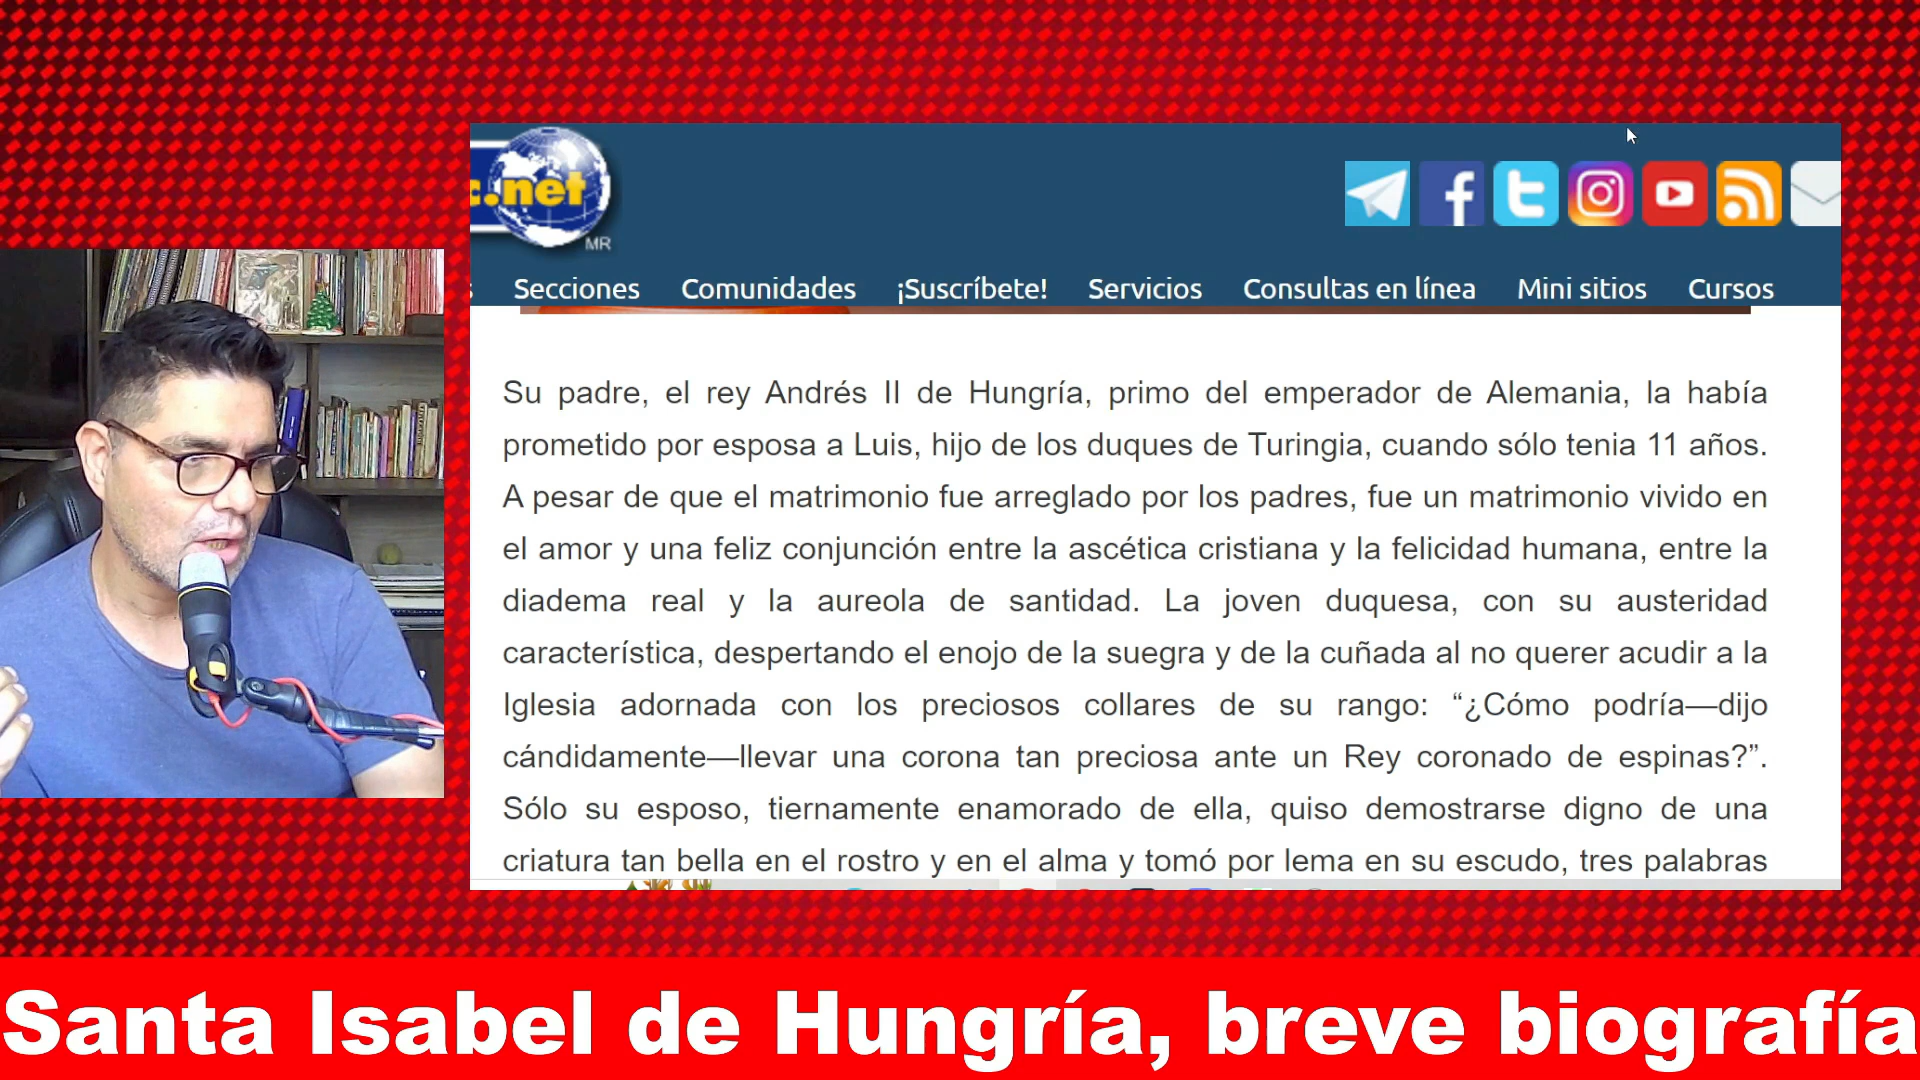 c.net
MR
Secciones Comunidades ¡Suscríbete! Servicios Consultas en línea Mini sitios Cursos
Su padre, el rey Andrés II de Hungría, primo del emperador de Alemania, la había
prometido por esposa a Luis, hijo de los duques de Turingia, cuando sólo tenia 11 años.
A pesar de que el matrimonio fue arreglado por los padres, fue un matrimonio vivido en
el amor y una feliz conjunción entre la ascética cristiana y la felicidad humana, entre la
diadema real y la aureola de santidad. La joven duquesa, con su austeridad
característica, despertando el enojo de la suegra y de la cuñada al no querer acudir a la
Iglesia adornada con los preciosos collares de su rango: “¿Cómo podría—dijo
cándidamente—llevar una corona tan preciosa ante un Rey coronado de espinas?”.
Sólo su esposo, tiernamente enamorado de ella, quiso demostrarse digno de una
criatura tan bella en el rostro y en el alma y tomó por lema en su escudo, tres palabras
Santa Isabel de Hungría, breve biografía